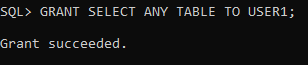 SQL> GRANT SELECT ANY TABLE TO USER1;
Grant succeeded.